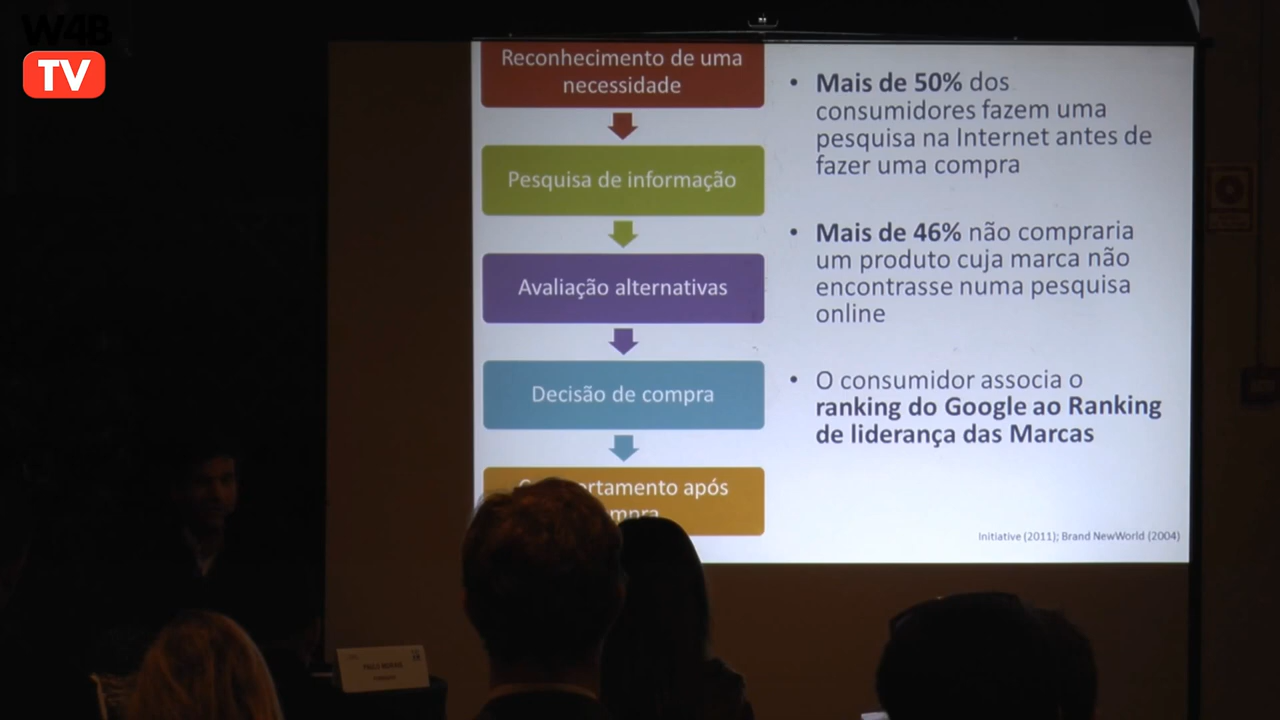 W4B
TV
Reconhecimento de uma
necessidade
Pesquisa de informação
Avaliação alternativas
Decisão de compra
após
• Mais de 50% dos
consumidores fazem uma
pesquisa na Internet antes de
fazer uma compra
• Mais de 46% não compraria
um produto cuja marca não
encontrasse numa pesquisa
online
• O consumidor associa o
ranking do Google ao Ranking
de liderança das Marcas
Initiative (2011); Brand NewWorld (2004)